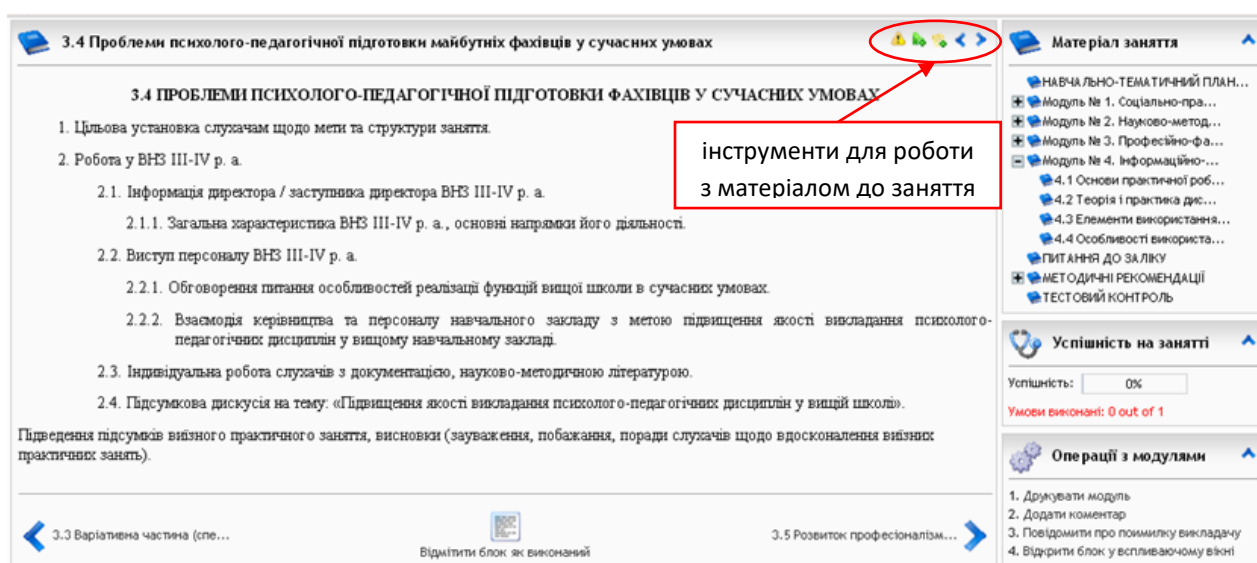 3.4 Проблеми психолого-педагогічної підготовки майбутніх фахівців у сучасних умовах
3.4 ПРОБЛЕМИ ПСИХОЛОГО-ПЕДАГОГІЧНОЇ ПІДГОТОВКИ ФАХІВЦІВ У СУЧАСНИХ УМОВАХ
1. Цільова установка слухачам щодо мети та структури заняття.
2. Робота у ВНЗ III-IV р. а.
2.1. Інформація директора / заступника директора ВНЗ III-IV р. а.
2.1.1. Загальна характеристика ВНЗ III-IV р. а., основні напрямки його діяльності.
2.2. Виступ персоналу ВНЗ III-IV р. а.
2.2.1. Обговорення питання особливостей реалізації функцій вищої школи в сучасних умовах.
2.2.2. Взаємодія керівництва та персоналу навчального закладу з метою підвищення якості викладання психолого-
педагогічних дисциплін у вищому навчальному закладі.
2.3. Індивідуальна робота слухачів з документацією, науково-методичною літературою.
2.4. Підсумкова дискусія на тему: «Підвищення якості викладання психолого-педагогічних дисциплін у вищій школі».
Підведення підсумків виїзного практичного заняття, висновки (зауваження, побажання, поради слухачів щодо вдосконалення виїзних
практичних занять).
3.3 Варіативна частина (спе...
Відмітити блок як виконаний
3.5 Розвиток професіоналізм...
інструменти для роботи
з матеріалом до заняття
Матеріал заняття
НАВЧАЛЬНО-ТЕМАТИЧНИЙ ПЛАН...
Модуль № 1. Соціально-пра...
Модуль № 2. Науково-метод...
Модуль № 3. Професійно-фа...
Модуль № 4. Інформаційно-...
4.1 Основи практичної роб...
4.2 Теорія і практика дис...
4.3 Елементи використання...
4.4 Особливості використа...
ПИТАННЯ ДО ЗАЛІКУ
МЕТОДИЧНІ РЕКОМЕНДАЦІЇ
ТЕСТОВИЙ КОНТРОЛЬ
Успішність на занятті
Успішність: 0%
Умови виконані: 0 out of 1
Операції з модулями
1. Друкувати модуль
2. Додати коментар
3. Повідомити про поимилку викладачу
4. Відкрити блок у вспливаючому вікні